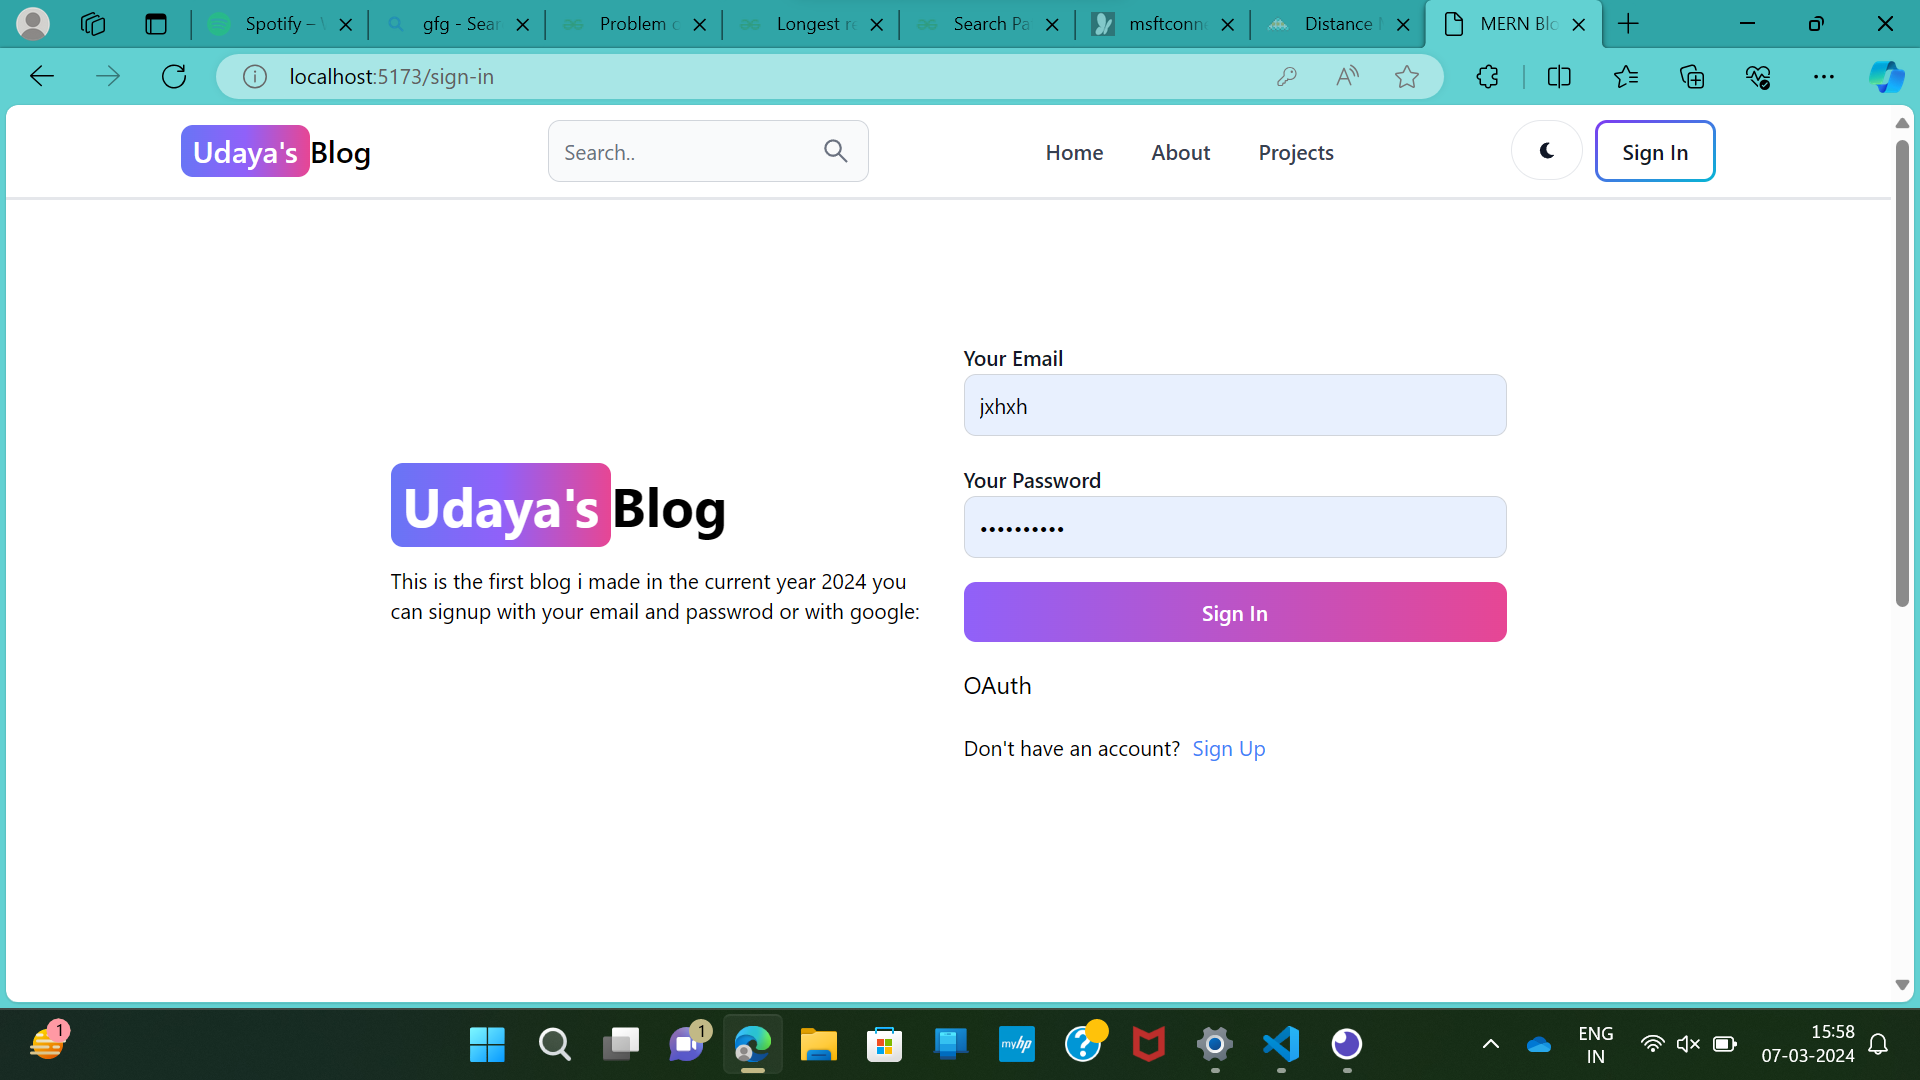 Spotify –
gfg - Sear
Problem
Longest re
Search Pa
msftconne
Distance
MERN Blo
localhost:5173/sign-in
Udaya's Blog
Search..
Home
About
Projects
Sign In
Your Email
jxhxh
Your Password
••••••••••
Udaya's Blog
This is the first blog i made in the current year 2024 you
can signup with your email and passwrod or with google:
Sign In
OAuth
Don't have an account? Sign Up
1
1
myhp
ENG
IN
15:58
07-03-2024